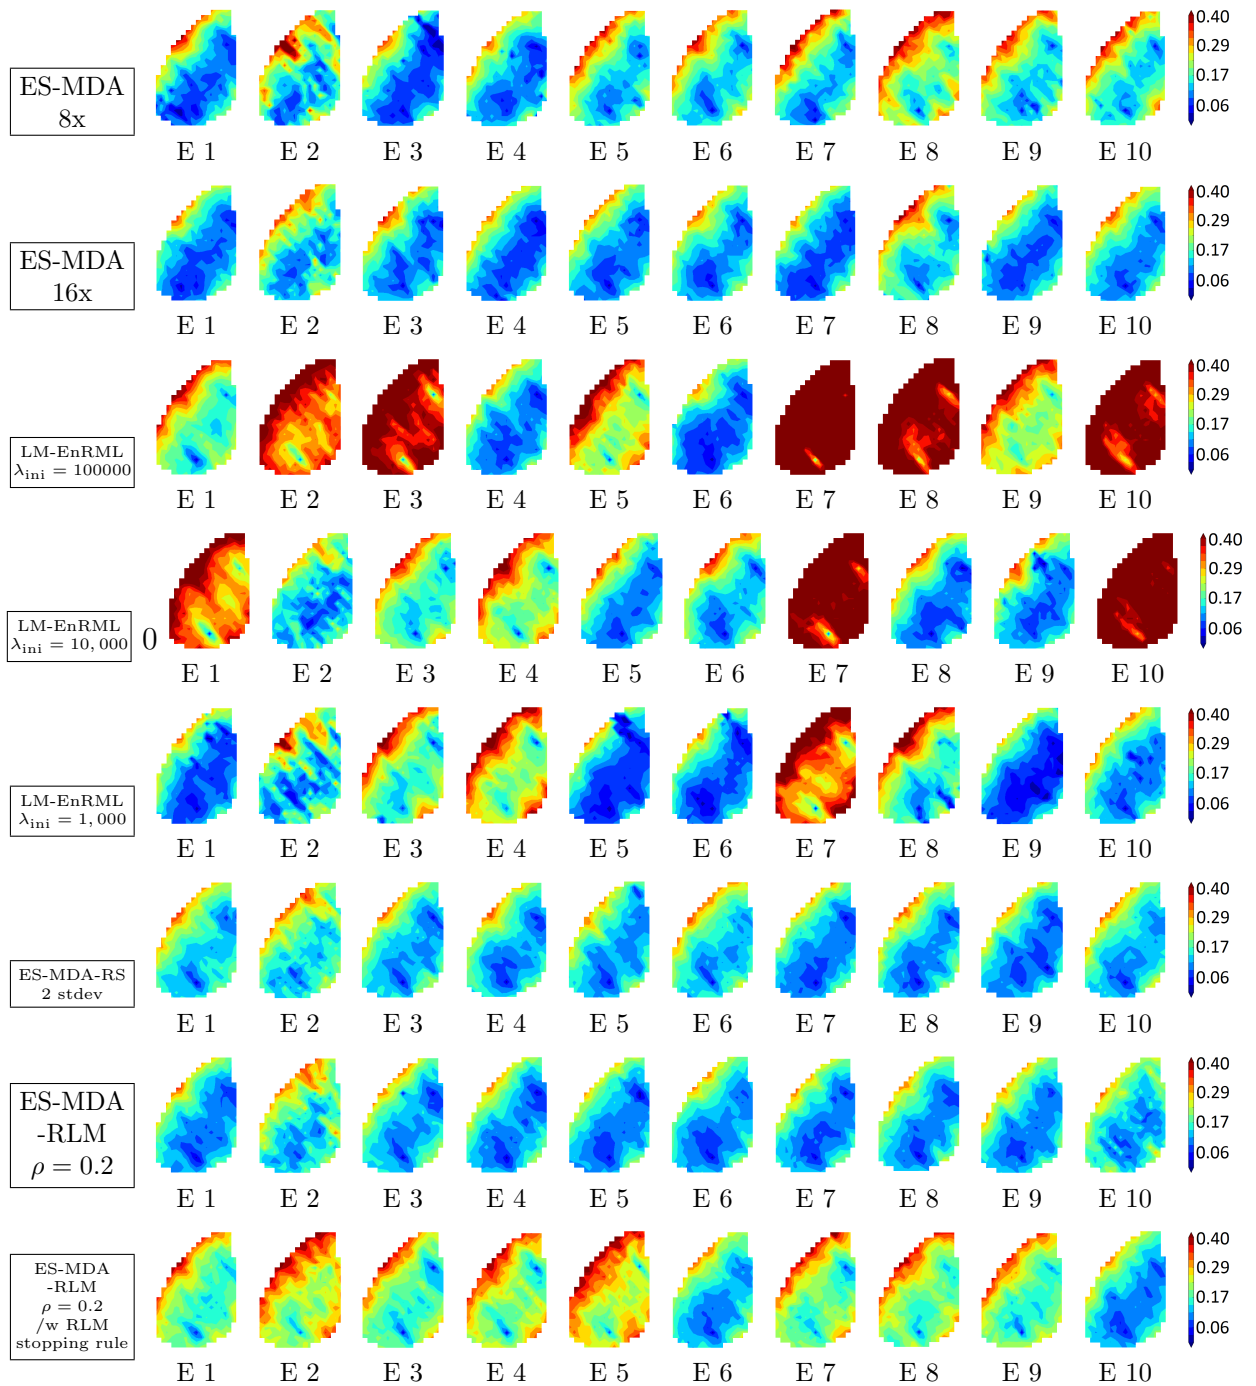 ES-MDA
8x
0.40
0.29
0.17
0.06
E 1 E 2 E 3 E 4 E 5 E 6 E 7 E 8 E 9 E 10
ES-MDA
16x
0.40
0.29
0.17
0.06
E 1 E 2 E 3 E 4 E 5 E 6 E 7 E 8 E 9 E 10
LM-EnRML
λini = 100000
0.40
0.29
0.17
0.06
E 1 E 2 E 3 E 4 E 5 E 6 E 7 E 8 E 9 E 10
LM-EnRML
λini = 10,000
0
0.40
0.29
0.17
0.06
E 1 E 2 E 3 E 4 E 5 E 6 E 7 E 8 E 9 E 10
LM-EnRML
λini = 1,000
0.40
0.29
0.17
0.06
E 1 E 2 E 3 E 4 E 5 E 6 E 7 E 8 E 9 E 10
ES-MDA-RS
2 stdev
0.40
0.29
0.17
0.06
E 1 E 2 E 3 E 4 E 5 E 6 E 7 E 8 E 9 E 10
ES-MDA
-RLM
ρ = 0.2
0.40
0.29
0.17
0.06
E 1 E 2 E 3 E 4 E 5 E 6 E 7 E 8 E 9 E 10
ES-MDA
-RLM
ρ = 0.2
/w RLM
stopping rule
0.40
0.29
0.17
0.06
E 1 E 2 E 3 E 4 E 5 E 6 E 7 E 8 E 9 E 10